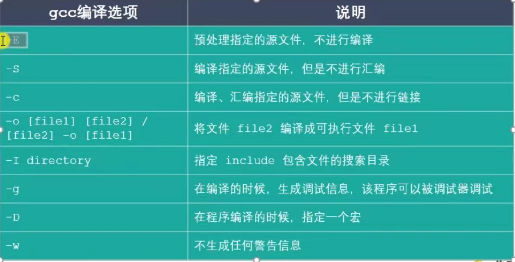 gcc编译选项 说明
-E 预处理指定的源文件，不进行编译
-S 编译指定的源文件，但是不进行汇编
-c 编译、汇编指定的源文件，但是不进行链接
-o [file1] [file2] /
[file2] -o [file1] 将文件 file2 编译成可执行文件 file1
-I directory 指定 include 包含文件的搜索目录
-g 在编译的时候，生成调试信息，该程序可以被调试器调试
-D 在程序编译的时候，指定一个宏
-w 不生成任何警告信息